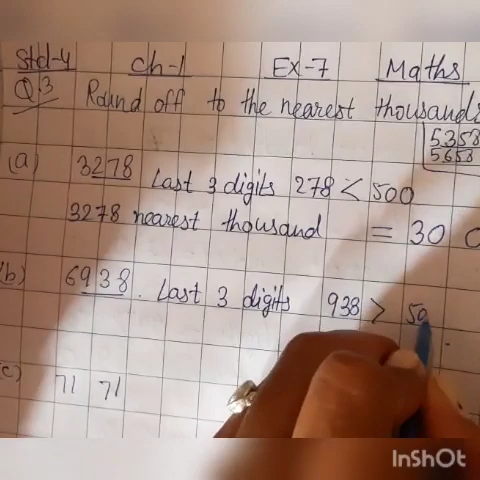 Std-4 Ch-1 Ex-7 Maths
Q.3 Round off to the nearest thousands
5358
5658
(a) 3278 Last 3 digits 278 < 500
3278 nearest thousand = 30 0
(b) 6938. Last 3 digits 938 > 50
(c) 71 71
InShOt